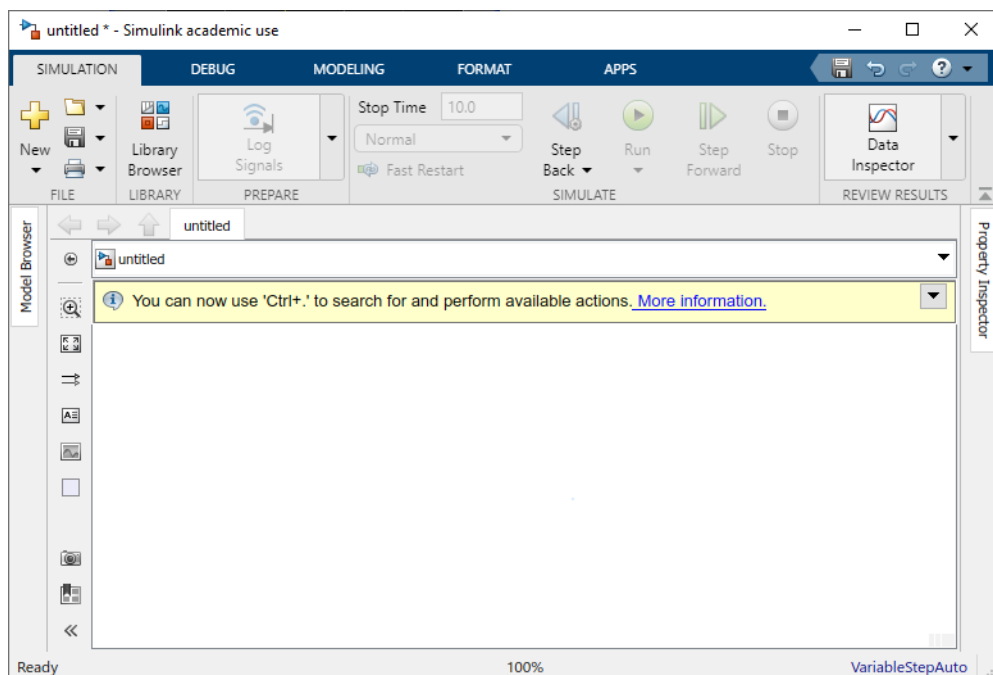 untitled * - Simulink academic use
SIMULATION DEBUG MODELING FORMAT APPS
?
New
Library
Browser
Log
Signals
Stop Time 10.0
Normal
Fast Restart
Step
Back
Run
Step
Forward
Stop
Data
Inspector
FILE LIBRARY PREPARE SIMULATE REVIEW RESULTS
Model Browser
untitled
Property Inspector
untitled
You can now use 'Ctrl+.' to search for and perform available actions. More information.
A
Ready 100% VariableStepAuto